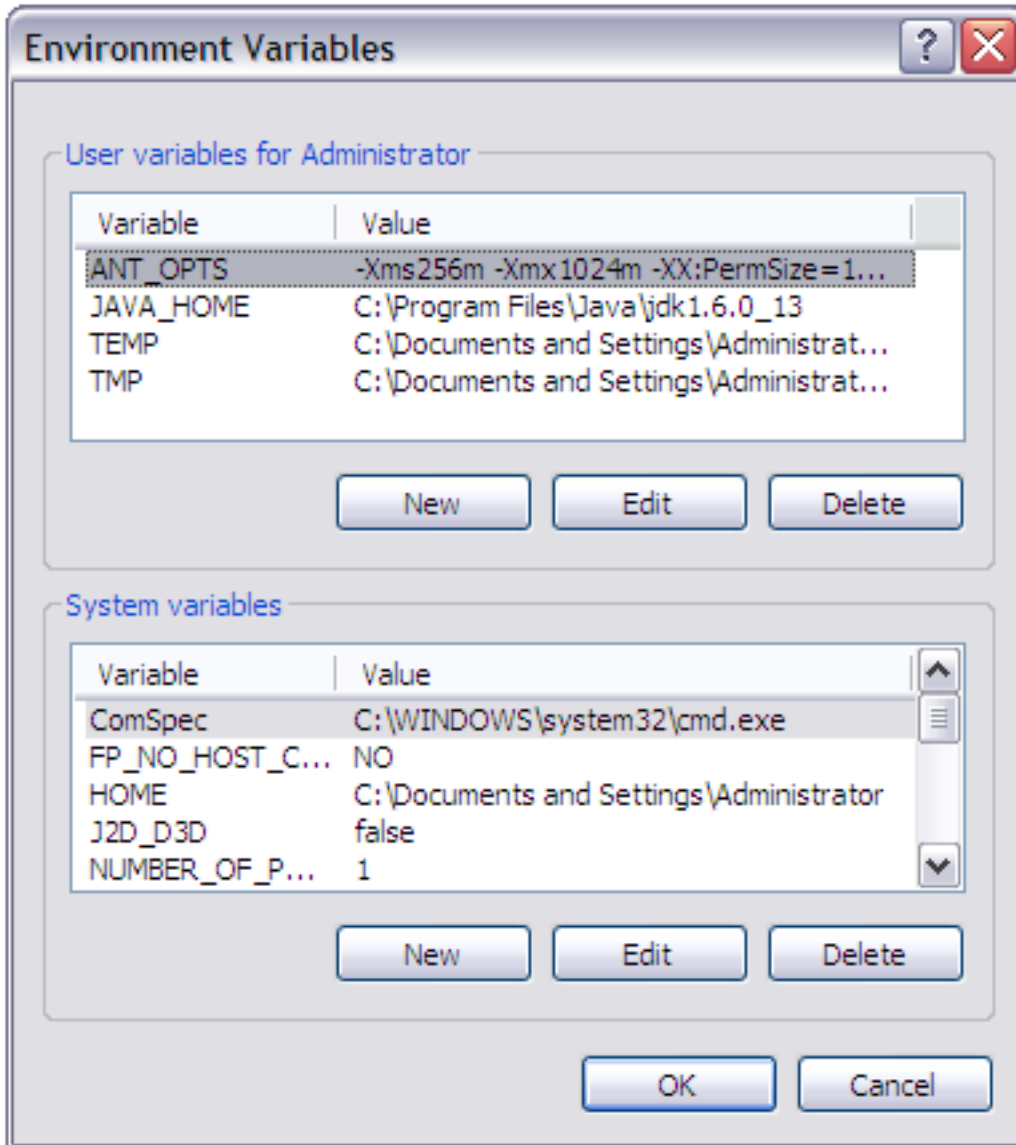 Environment Variables
User variables for Administrator
Variable Value
ANT_OPTS -Xms256m -Xmx1024m -XX:PermSize=1...
JAVA_HOME C:\Program Files\Java\jdk1.6.0_13
TEMP C:\Documents and Settings\Administrat...
TMP C:\Documents and Settings\Administrat...
New Edit Delete
System variables
Variable Value
ComSpec C:\WINDOWS\system32\cmd.exe
FP_NO_HOST_C... NO
HOME C:\Documents and Settings\Administrator
J2D_D3D false
NUMBER_OF_P... 1
New Edit Delete
OK Cancel